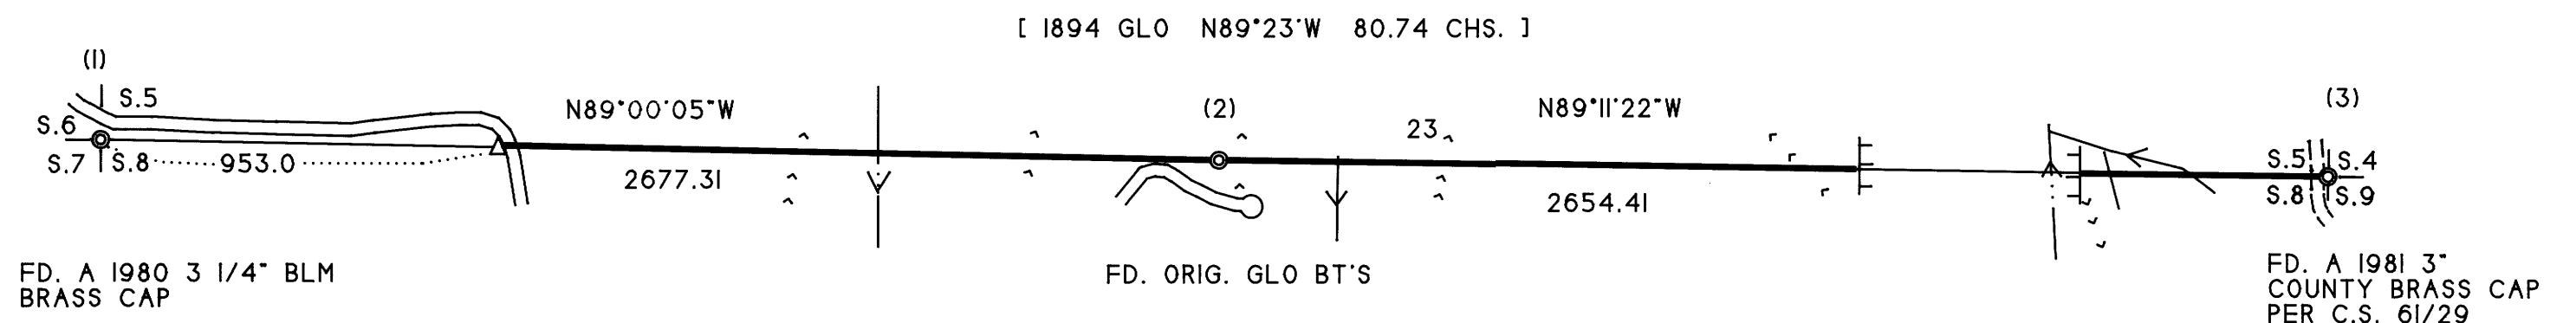 [ 1894 GLO N89°23'W 80.74 CHS. ]
(1)
S.5
N89°00'05"W
(2)
23
N89°11'22"W
(3)
S.6
S.7
S.8
953.0
2677.31
2654.41
S.5
S.4
S.8
S.9
FD. A 1980 3 1/4" BLM
BRASS CAP
FD. ORIG. GLO BT'S
FD. A 1981 3"
COUNTY BRASS CAP
PER C.S. 61/29